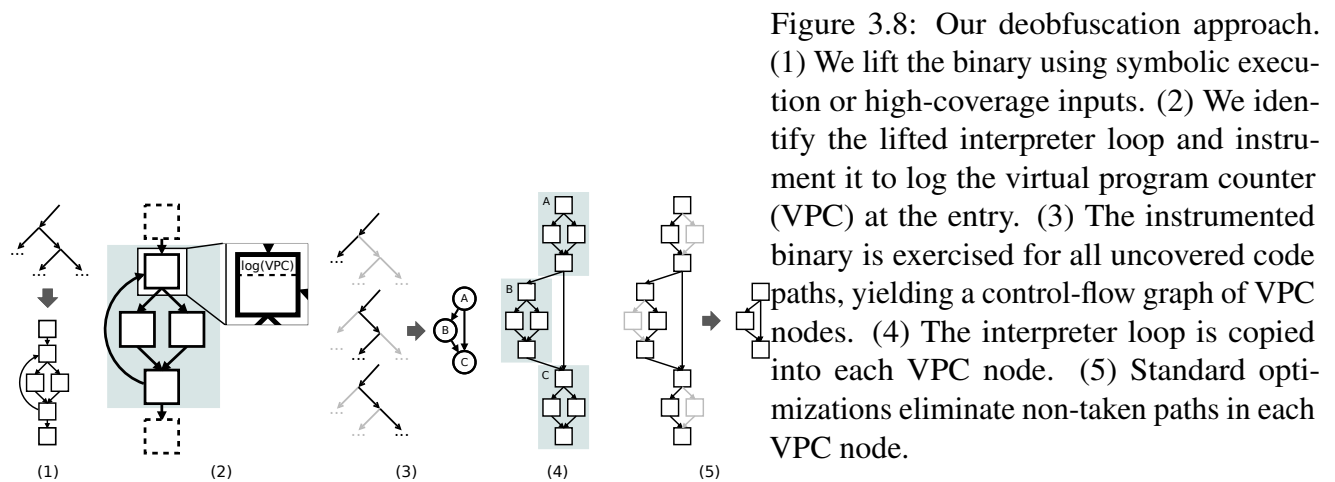 Figure 3.8: Our deobfuscation approach.
(1) We lift the binary using symbolic execu-
tion or high-coverage inputs. (2) We iden-
tify the lifted interpreter loop and instru-
ment it to log the virtual program counter
(VPC) at the entry. (3) The instrumented
binary is exercised for all uncovered code
paths, yielding a control-flow graph of VPC
nodes. (4) The interpreter loop is copied
into each VPC node. (5) Standard opti-
mizations eliminate non-taken paths in each
VPC node.
...
...
...
log(VPC)
...
...
...
...
...
...
...
...
...
A
B
C
A
B
C
(1)
(2)
(3)
(4)
(5)